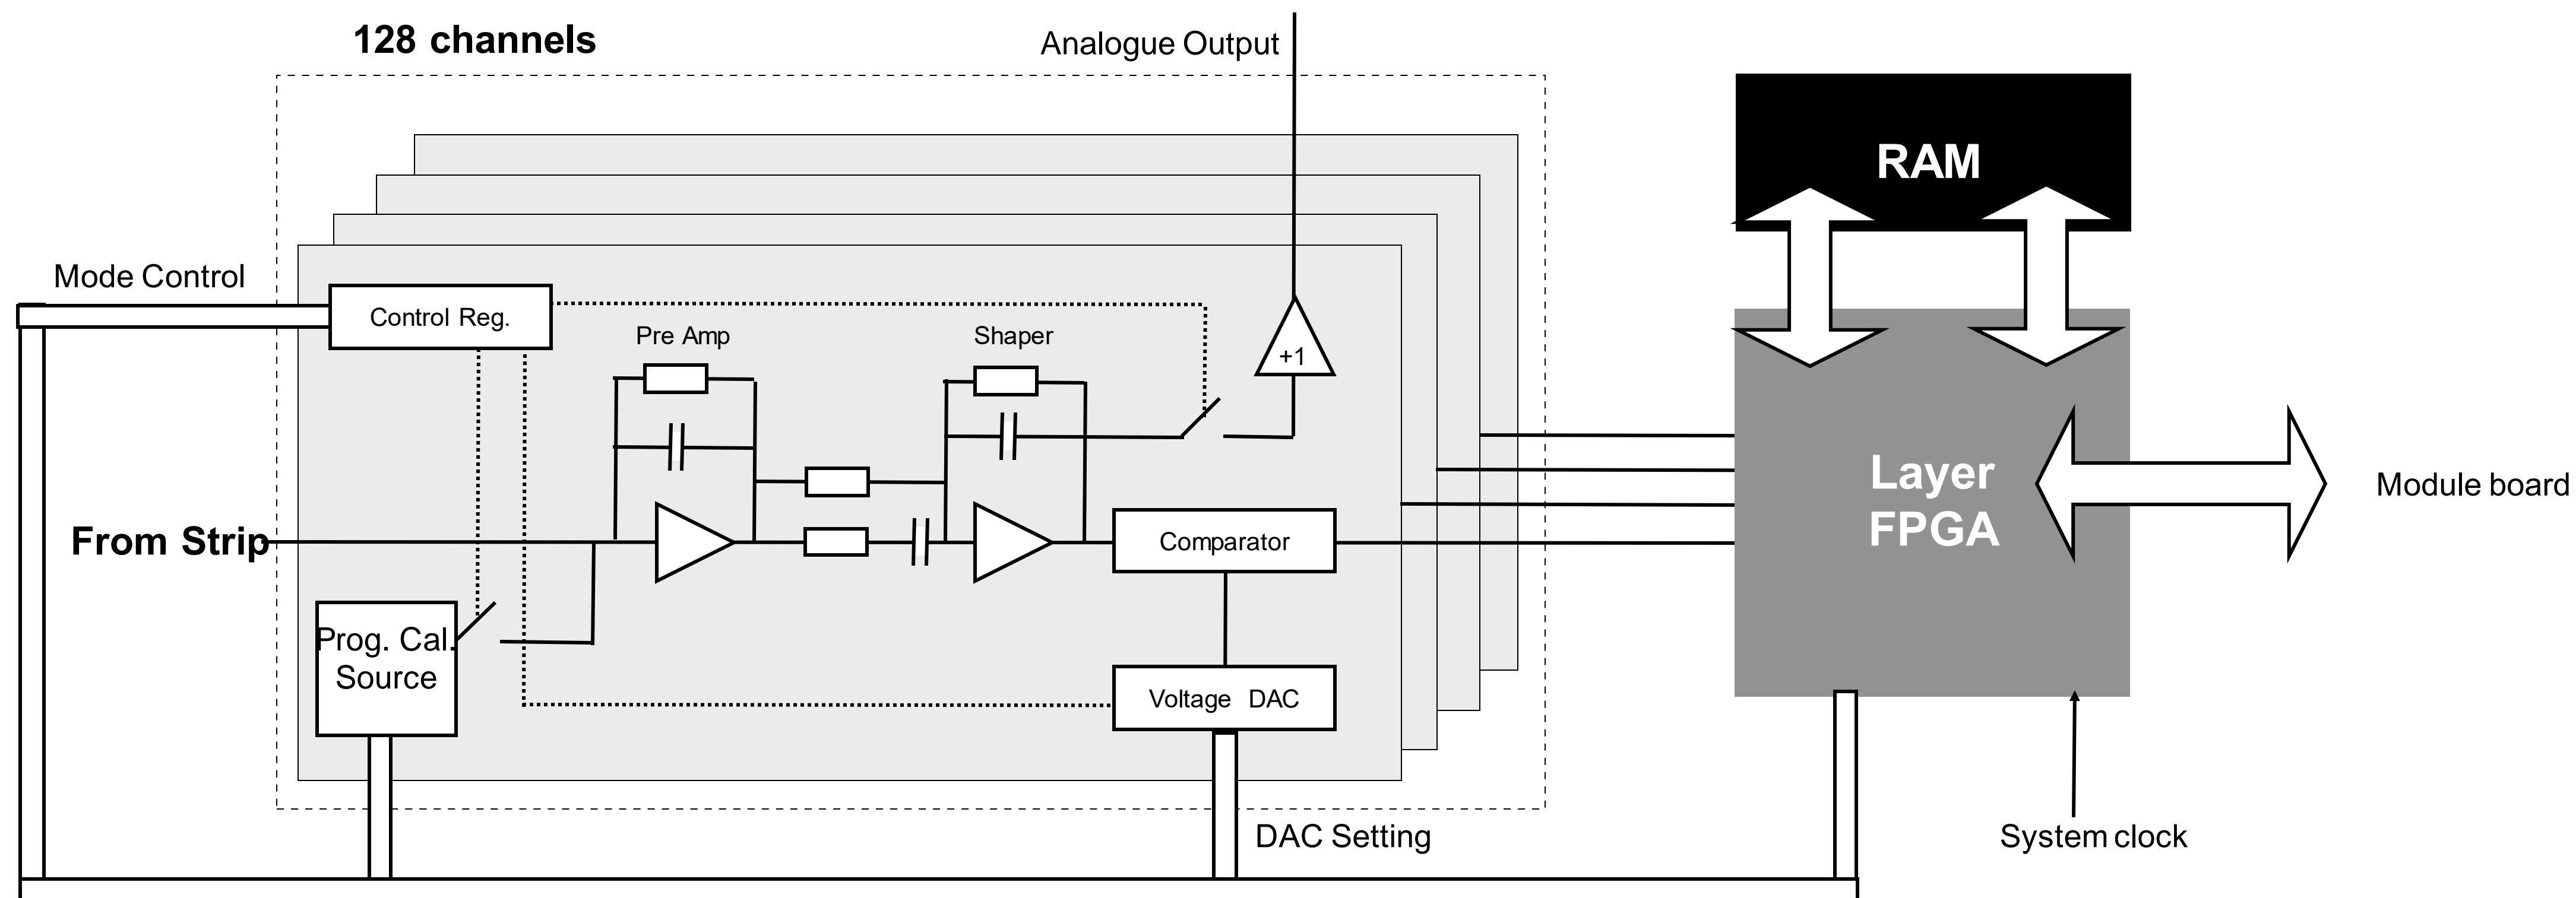 128 channels
Analogue Output
RAM
Mode Control
Control Reg.
Pre Amp
Shaper
+1
Layer
FPGA
Module board
From Strip
Comparator
Prog. Cal.
Source
Voltage DAC
DAC Setting
System clock